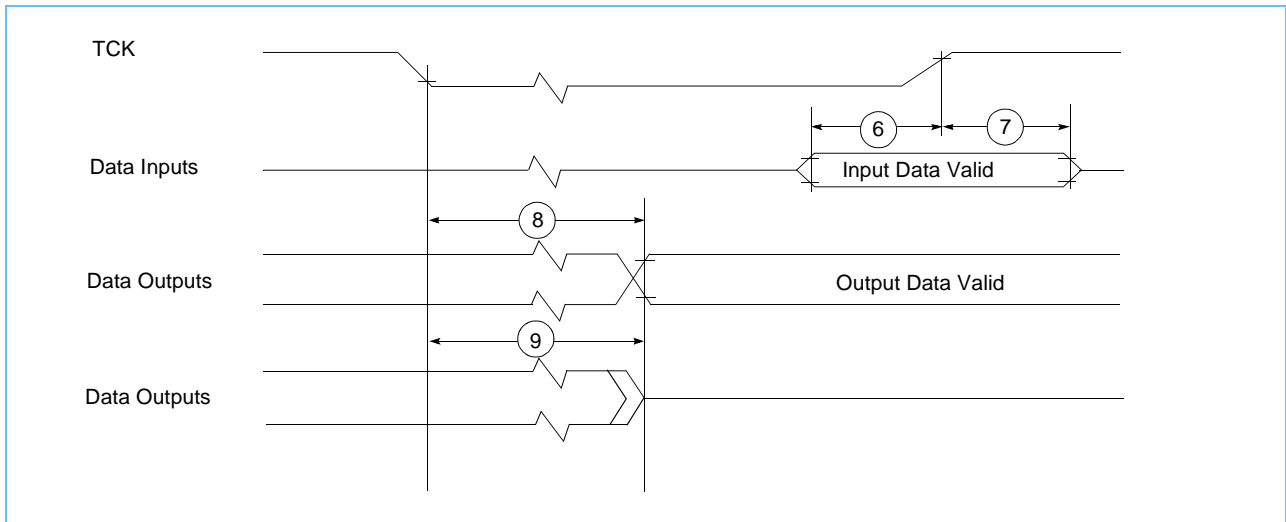 TCK
6
7
Data Inputs
Input Data Valid
8
Data Outputs
Output Data Valid
9
Data Outputs